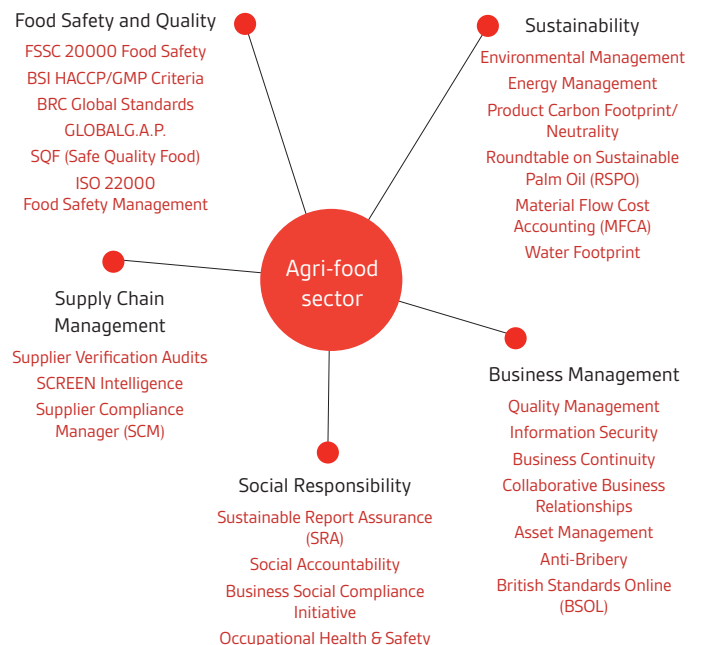 Food Safety and Quality
FSSC 20000 Food Safety
BSI HACCP/GMP Criteria
BRC Global Standards
GLOBALG.A.P.
SQF (Safe Quality Food)
ISO 22000
Food Safety Management
Sustainability
Environmental Management
Energy Management
Product Carbon Footprint/
Neutrality
Roundtable on Sustainable
Palm Oil (RSPO)
Material Flow Cost
Accounting (MFCA)
Water Footprint
Agri-food
sector
Supply Chain
Management
Supplier Verification Audits
SCREEN Intelligence
Supplier Compliance
Manager (SCM)
Business Management
Quality Management
Information Security
Business Continuity
Collaborative Business
Relationships
Asset Management
Anti-Bribery
British Standards Online
(BSOL)
Social Responsibility
Sustainable Report Assurance
(SRA)
Social Accountability
Business Social Compliance
Initiative
Occupational Health & Safety